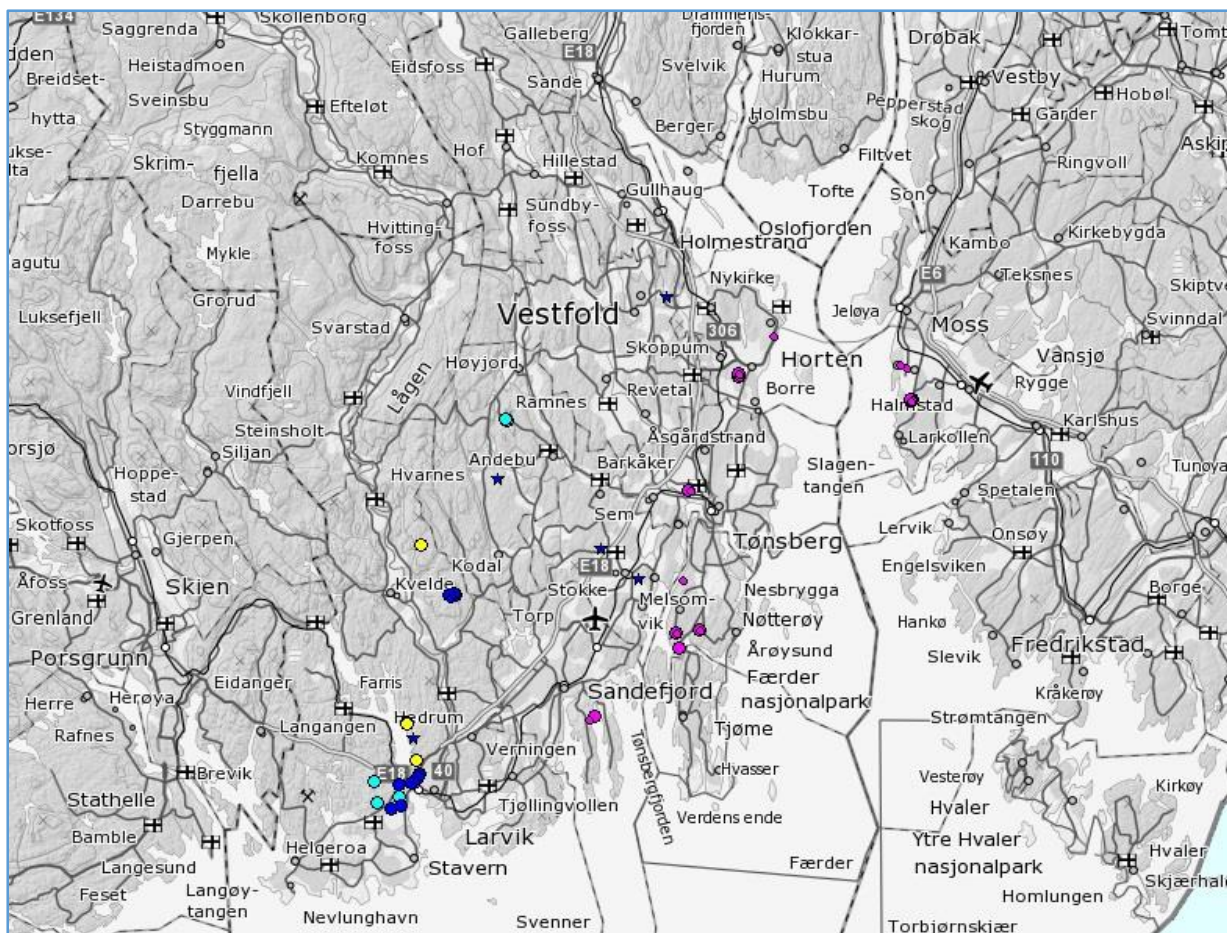 E134
Saggrenda
Skollenborg
Galleberg
E18
Drammens-
fjorden
Klokkar-
stua
Drøbak
Tomt
dden
Heistadmoen
Eidsfoss
Sande
Svelvik
Hurum
Vestby
Breidset-
hytta
Sveinsbu
Efteløt
Holmsbu
Pepperstad
skog
Hobøl
Garder
Styggmann
Berger
Hof
Hillestad
Filtvet
Askip
Skrim-
fjella
Komnes
Ringvoll
Gullhaug
Tofte
Son
Darrebu
Sundby-
foss
Hvitting-
foss
Oslofjorden
Holmestrand
Kambo
Kirkebygda
agutu
Mykle
Nykirke
E6
Teksnes
Skiptv
Grorud
Luksefjell
Svarstad
Vestfold
306
Jeløya
Moss
Svinndal
Skoppum
Horten
Vansjø
Høyjord
Vindfjell
Lågen
Revetal
Borre
Rygge
Ramnes
Halmstad
Karlshus
orsjø
Steinsholt
Siljan
Åsgårdstrand
Larkollen
Hoppe-
stad
Hvarnes
Andebu
Barkåker
Slagen-
tangen
110
Tunøya
Spetalen
Skotfoss
Sem
Lervik
Gjerpen
Tønsberg
Onsøy
Kodal
E18
Åfoss
Skien
Kvelde
Stokke
Engelsviken
Grenland
Torp
Melsom-
vik
Nesbrygga
Borge
Nøtterøy
Hankø
Porsgrunn
Årøysund
Slevik
Fredrikstad
Eidanger
Farris
Sandefjord
Færder
nasjonalpark
Herre
Herøya
Kråkerøy
Langangen
Hedrum
Strømtangen
Rafnes
Tjøme
Verningen
Brevik
E18
40
Hvasser
Vesterøy
Kirkøy
Stathelle
Tjøllingvollen
Tønsbergfjorden
Verdens ende
Hvaler
Bamble
Larvik
Ytre Hvaler
nasjonalpark
Helgeroa
Hvaler
Langesund
Stavern
Færder
Skjærhald
Feset
Langøy-
tangen
Homlungen
Nevlunghavn
Svenner
Torbjørnskjær